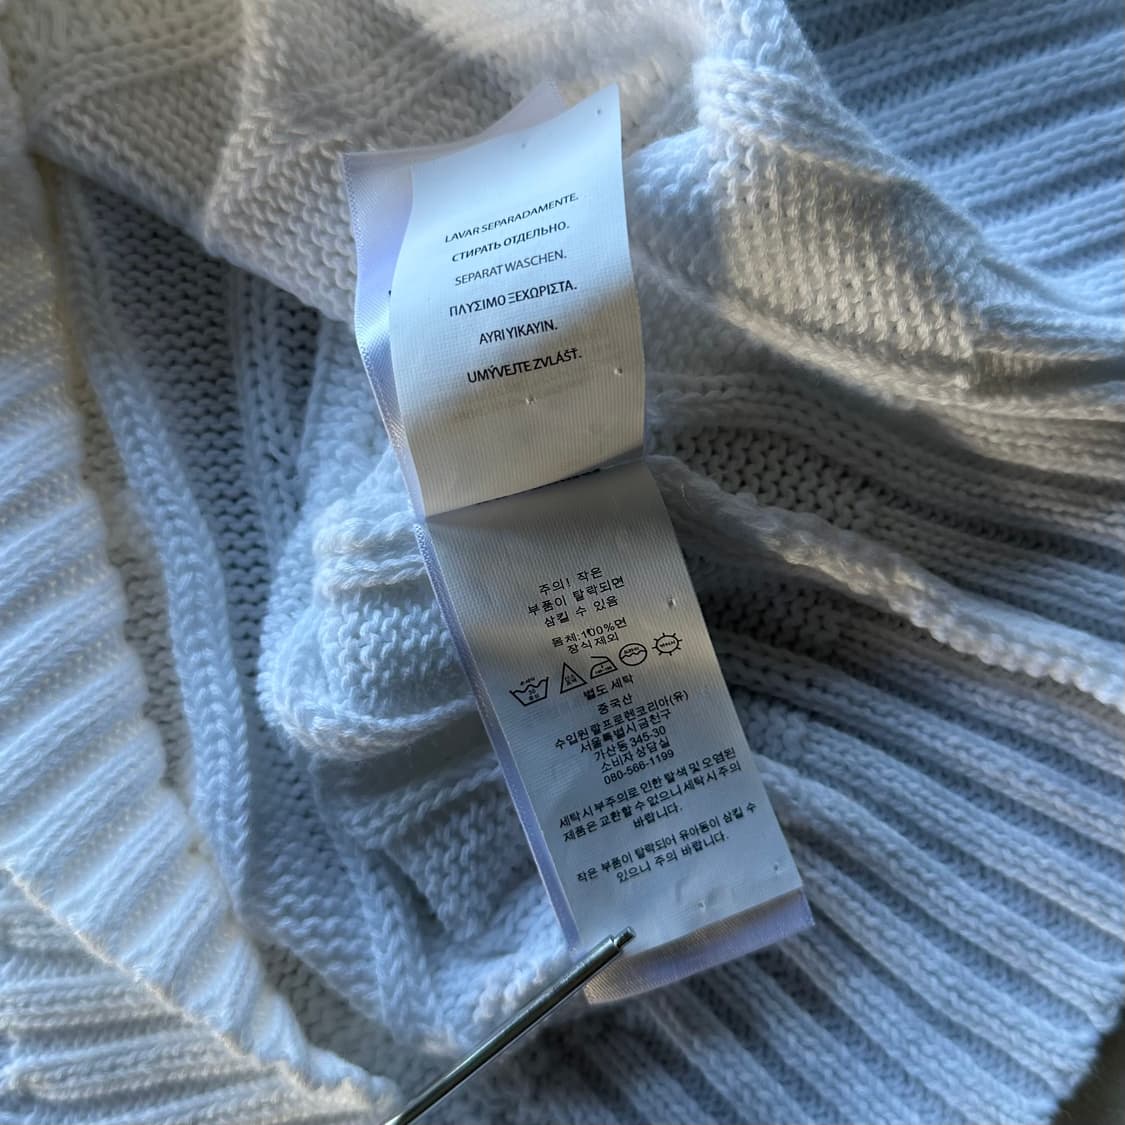 LAVAR SEPARADAMENTE.
СТИРАТЬ ОТДЕЛЬНО.
SEPARAT WASCHEN.
ΠΛΥΣΙΜΟ ΞΕΧΩΡΙΣΤΑ.
AYRI YIKAYIN.
UMÝVEJTE ZVLÁŠŤ.
주의! 작은
부품이 탈락되면
삼킬 수 있음
몸체:100%면
장식제외
별도 세탁
중국산
수입원랄프로렌코리아(유)
서울특별시금천구
가산동 345-30
소비자 상담실
080-566-1199
세탁시부주의로 인한 탈색 및 오염된
제품은교환할수없으니세탁시주의
바랍니다.
작은 부품이 탈락되어 유아동이 삼킬 수
있으니 주의 바랍니다.